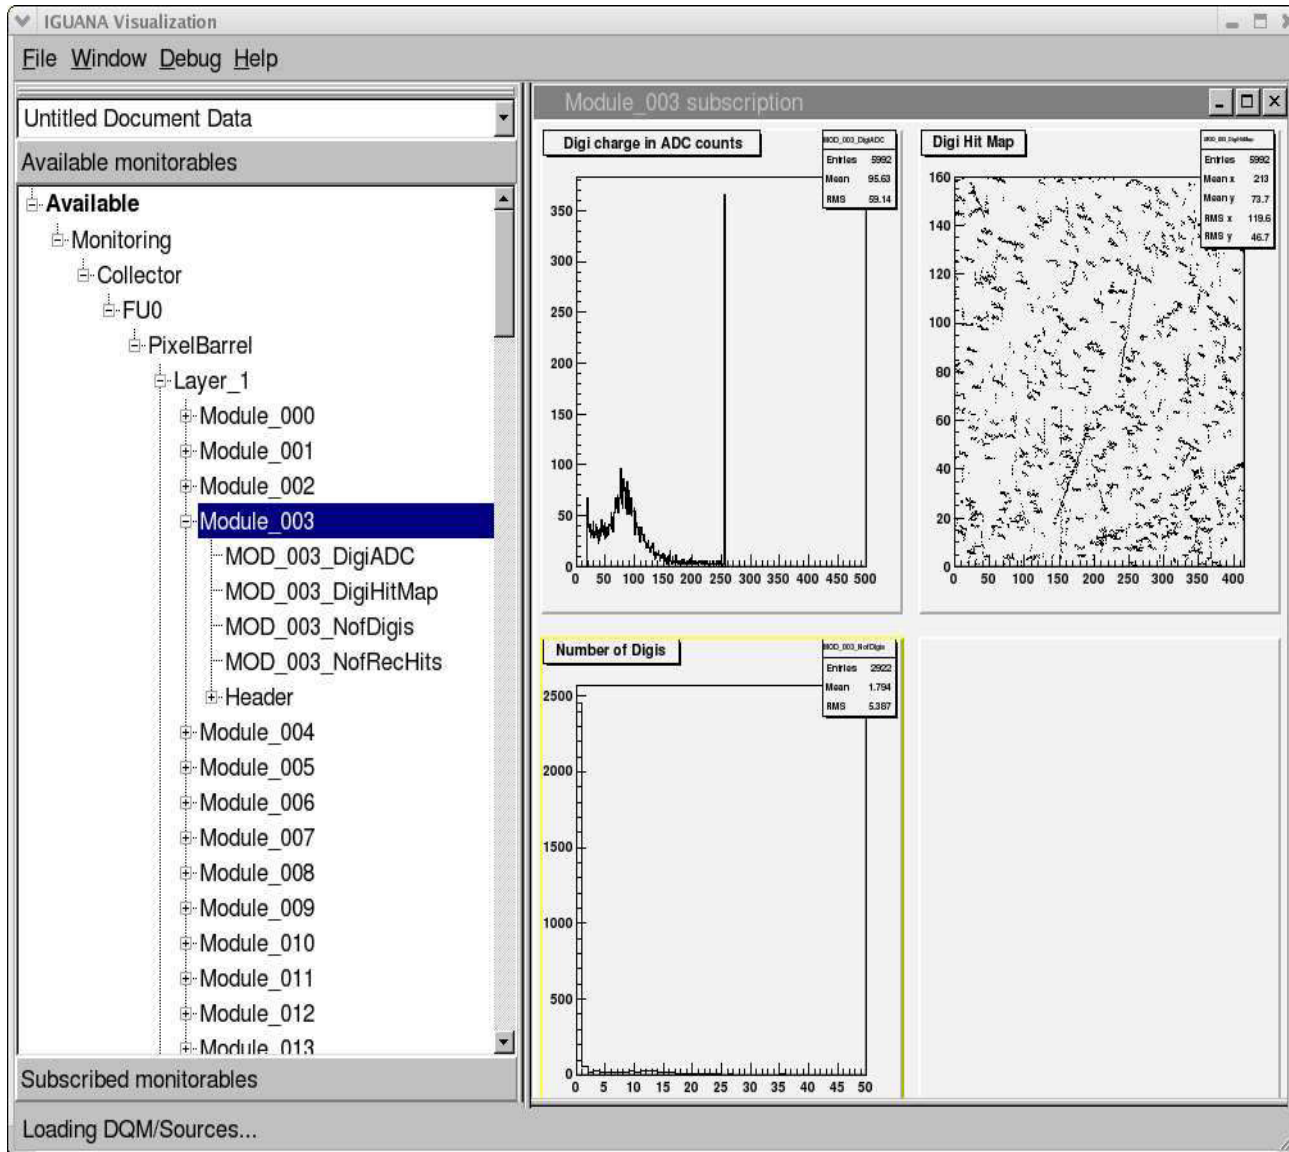 IGUANA Visualization
File Window Debug Help
Untitled Document Data
Available monitorables
Available
Monitoring
Collector
FU0
PixelBarrel
Layer_1
Module_000
Module_001
Module_002
Module_003
MOD_003_DigiADC
MOD_003_DigiHitMap
MOD_003_NofDigis
MOD_003_NofRecHits
Header
Module_004
Module_005
Module_006
Module_007
Module_008
Module_009
Module_010
Module_011
Module_012
Module_013
Subscribed monitorables
Loading DQM/Sources...
Module_003 subscription
Digi charge in ADC counts
MOD_003_DigiADC
Entries 5992
Mean 95.63
RMS 59.14
350
300
250
200
150
100
50
0
0 50 100 150 200 250 300 350 400 450 500
Digi Hit Map
MOD_003_DigiHitMap
Entries 5992
Mean x 213
Mean y 73.7
RMS x 119.6
RMS y 46.7
160
140
120
100
80
60
40
20
0
0 50 100 150 200 250 300 350 400
Number of Digis
MOD_003_NofDigis
Entries 2922
Mean 1.794
RMS 5.387
2500
2000
1500
1000
500
0
0 5 10 15 20 25 30 35 40 45 50